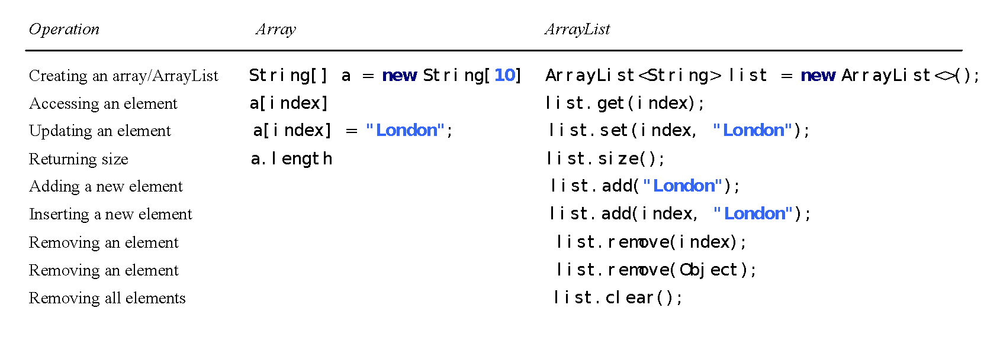 Operation Array ArrayList
Creating an array/ArrayList String[] a = new String[10] ArrayList<String> list = new ArrayList<>();
Accessing an element a[index] list.get(index);
Updating an element a[index] = "London"; list.set(index, "London");
Returning size a.length list.size();
Adding a new element list.add("London");
Inserting a new element list.add(index, "London");
Removing an element list.remove(index);
Removing an element list.remove(Object);
Removing all elements list.clear();